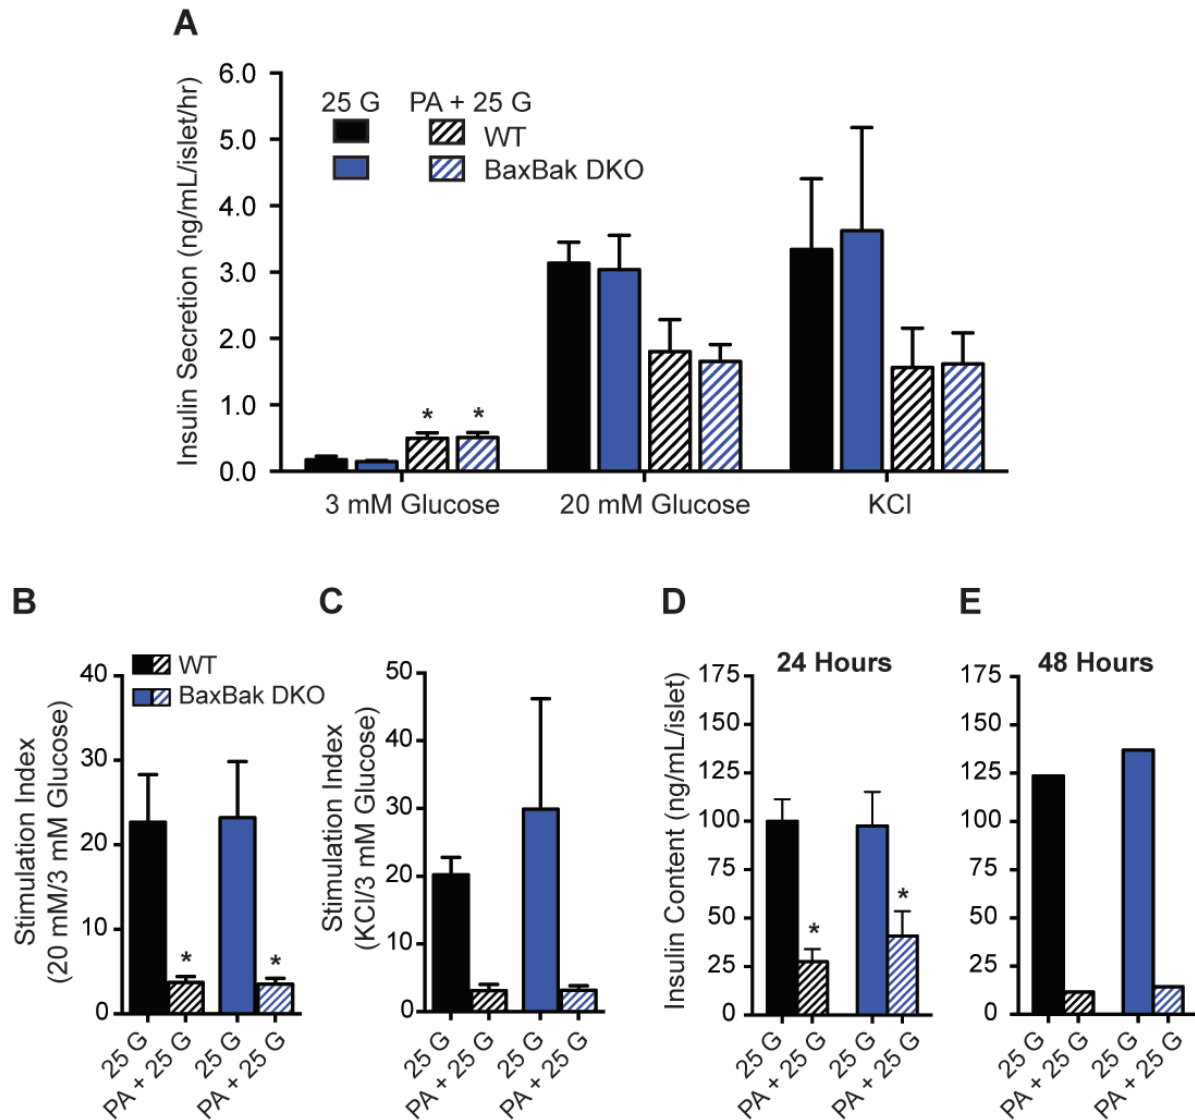 A
Insulin Secretion (ng/mL/islet/hr)
6.0
5.0
4.0
3.0
2.0
1.0
0.0
25 G PA + 25 G
WT
BaxBak DKO
* *
3 mM Glucose 20 mM Glucose KCl
B
Stimulation Index
(20 mM/3 mM Glucose)
40
30
20
10
0
WT
BaxBak DKO
* *
25 G PA + 25 G 25 G PA + 25 G
C
Stimulation Index
(KCl/3 mM Glucose)
50
40
30
20
10
0
25 G PA + 25 G 25 G PA + 25 G
D
24 Hours
Insulin Content (ng/mL/islet)
175
150
125
100
75
50
25
0
* *
25 G PA + 25 G 25 G PA + 25 G
E
48 Hours
175
150
125
100
75
50
25
0
25 G PA + 25 G 25 G PA + 25 G